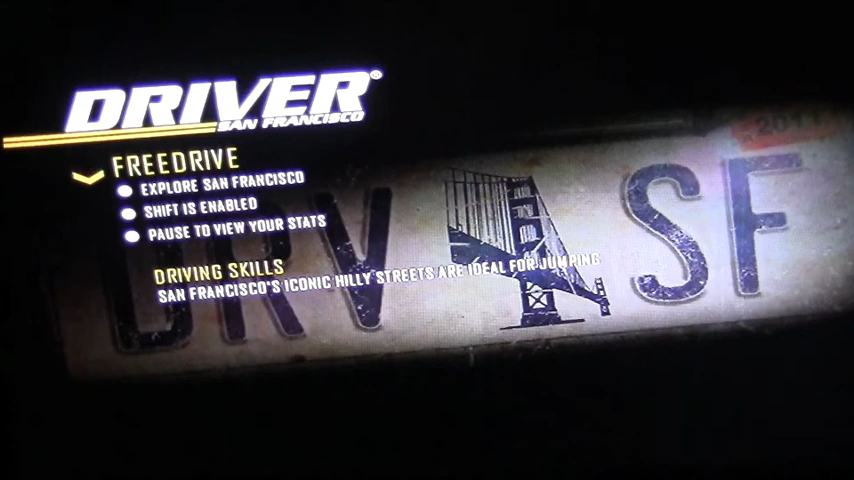 DRIVER®
SAN FRANCISCO
FREEDRIVE
EXPLORE SAN FRANCISCO
SHIFT IS ENABLED
PAUSE TO VIEW YOUR STATS
DRIVING SKILLS
SAN FRANCISCO'S ICONIC HILLY STREETS ARE IDEAL FOR JUMPING
DRV SF
2011